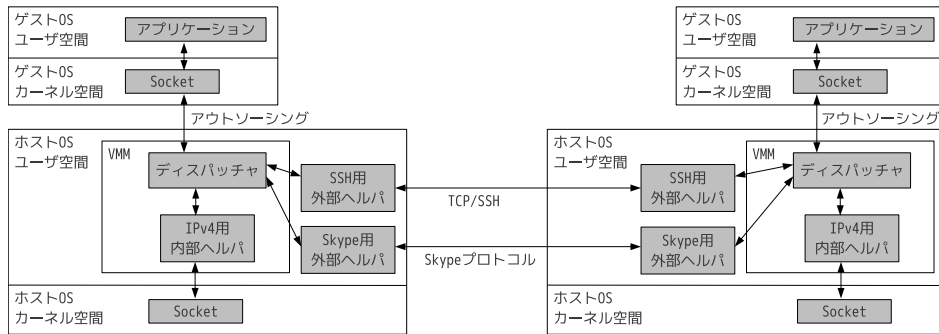 ゲストOS
ユーザ空間
アプリケーション
ゲストOS
カーネル空間
Socket
アウトソーシング
ホストOS
ユーザ空間
VMM
ディスパッチャ
SSH用
外部ヘルパ
IPv4用
内部ヘルパ
Skype用
外部ヘルパ
ホストOS
カーネル空間
Socket
TCP/SSH
Skypeプロトコル
ゲストOS
ユーザ空間
アプリケーション
ゲストOS
カーネル空間
Socket
アウトソーシング
ホストOS
ユーザ空間
VMM
ディスパッチャ
SSH用
外部ヘルパ
Skype用
外部ヘルパ
IPv4用
内部ヘルパ
ホストOS
カーネル空間
Socket